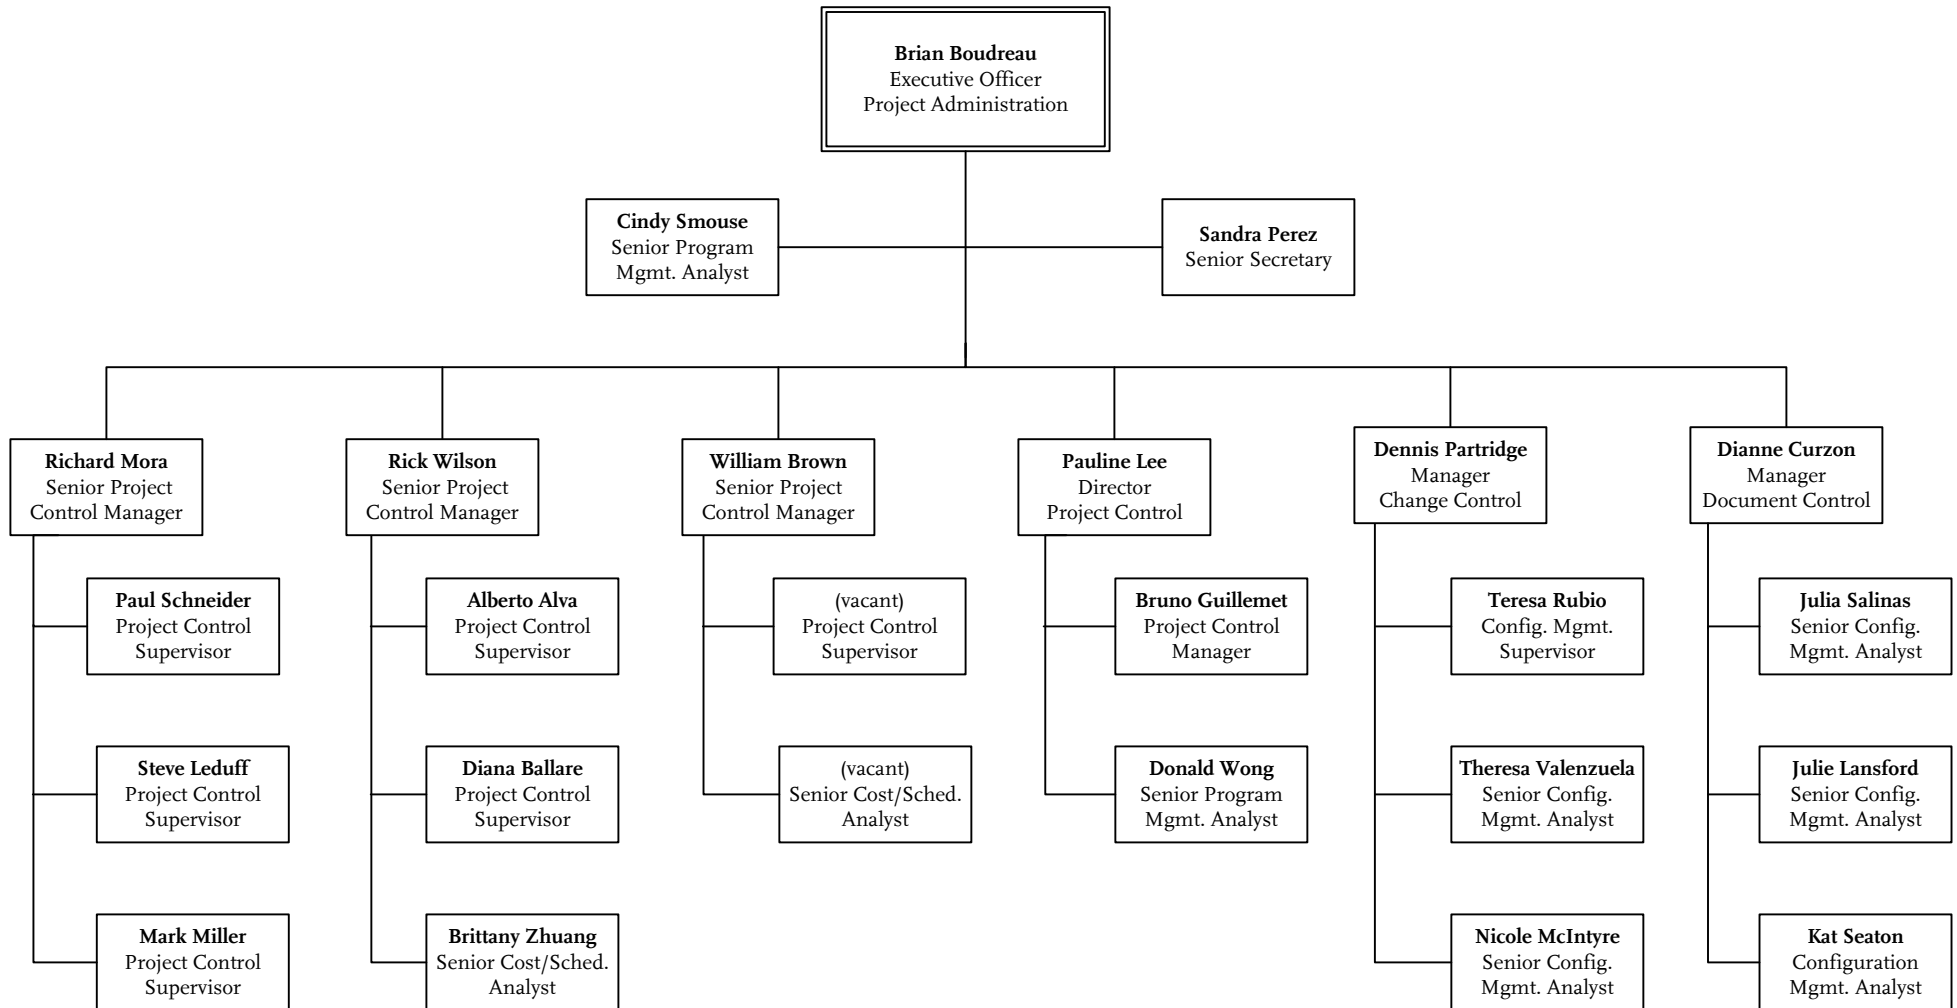 Brian Boudreau
Executive Officer
Project Administration
Cindy Smouse
Senior Program
Mgmt. Analyst
Sandra Perez
Senior Secretary
Richard Mora
Senior Project
Control Manager
Rick Wilson
Senior Project
Control Manager
William Brown
Senior Project
Control Manager
Pauline Lee
Director
Project Control
Dennis Partridge
Manager
Change Control
Dianne Curzon
Manager
Document Control
Paul Schneider
Project Control
Supervisor
Alberto Alva
Project Control
Supervisor
(vacant)
Project Control
Supervisor
Bruno Guillemet
Project Control
Manager
Teresa Rubio
Config. Mgmt.
Supervisor
Julia Salinas
Senior Config.
Mgmt. Analyst
Steve Leduff
Project Control
Supervisor
Diana Ballare
Project Control
Supervisor
(vacant)
Senior Cost/Sched.
Analyst
Donald Wong
Senior Program
Mgmt. Analyst
Theresa Valenzuela
Senior Config.
Mgmt. Analyst
Julie Lansford
Senior Config.
Mgmt. Analyst
Mark Miller
Project Control
Supervisor
Brittany Zhuang
Senior Cost/Sched.
Analyst
Nicole McIntyre
Senior Config.
Mgmt. Analyst
Kat Seaton
Configuration
Mgmt. Analyst